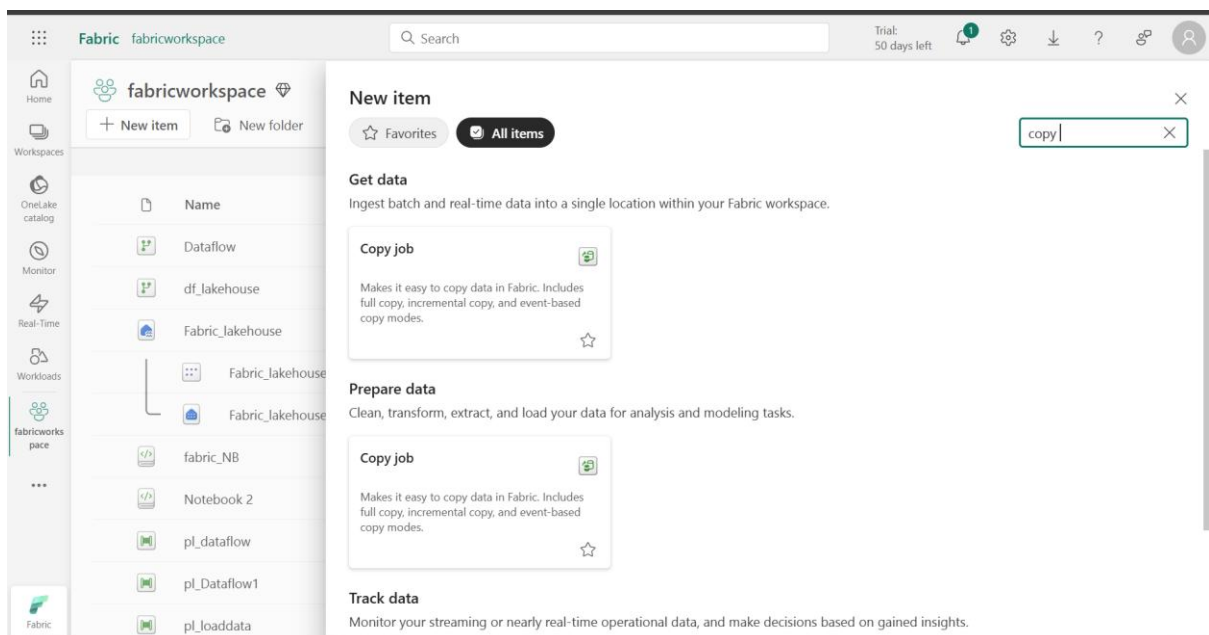 Fabric fabricworkspace
Search
Trial:
50 days left
1
Home
Workspaces
OneLake
catalog
Monitor
Real-Time
Workloads
fabricworks
pace
Fabric
fabricworkspace
New item
New folder
Name
Dataflow
df_lakehouse
Fabric_lakehouse
Fabric_lakehouse
Fabric_lakehouse
fabric_NB
Notebook 2
pl_dataflow
pl_Dataflow1
pl_loaddata
New item
Favorites
All items
copy
Get data
Ingest batch and real-time data into a single location within your Fabric workspace.
Copy job
Makes it easy to copy data in Fabric. Includes
full copy, incremental copy, and event-based
copy modes.
Prepare data
Clean, transform, extract, and load your data for analysis and modeling tasks.
Copy job
Makes it easy to copy data in Fabric. Includes
full copy, incremental copy, and event-based
copy modes.
Track data
Monitor your streaming or nearly real-time operational data, and make decisions based on gained insights.